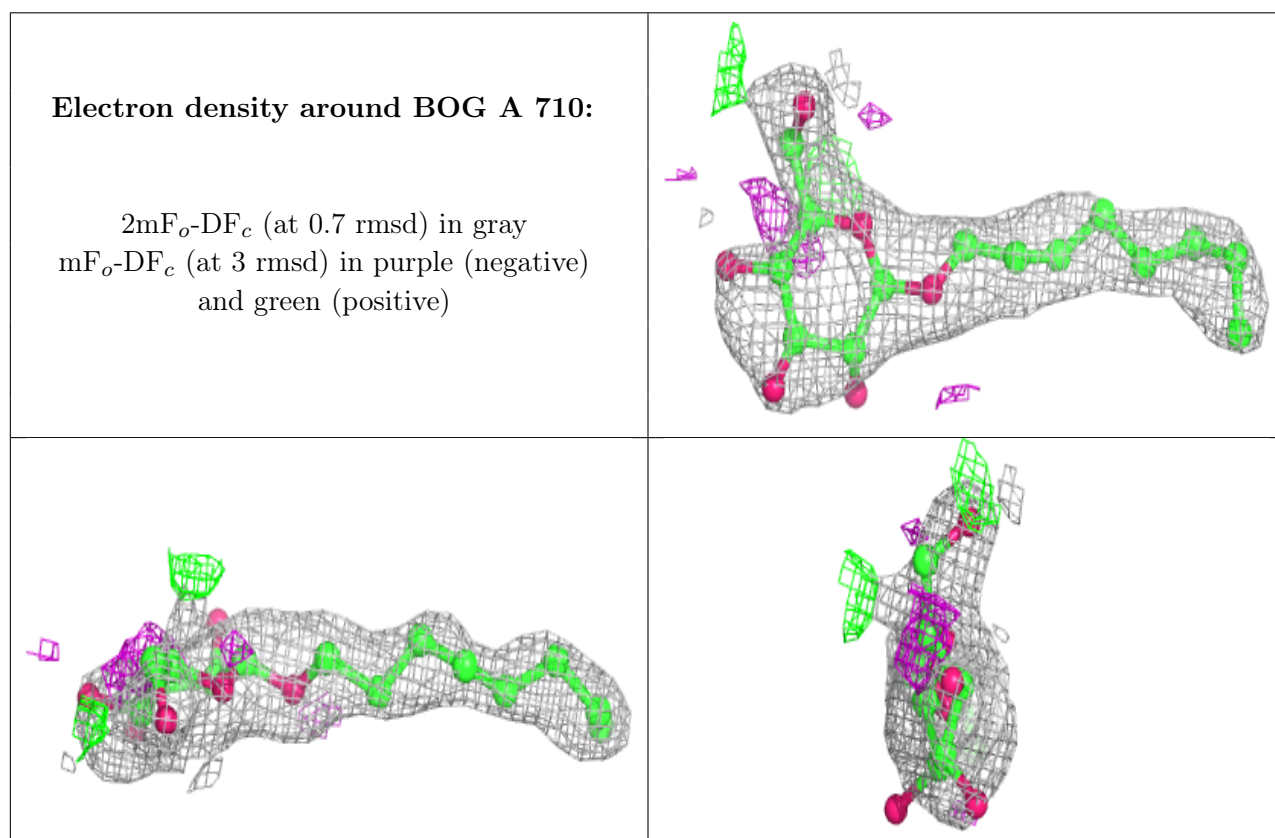 Electron density around BOG A 710:
2mFo-DFc (at 0.7 rmsd) in gray
mFo-DFc (at 3 rmsd) in purple (negative)
and green (positive)